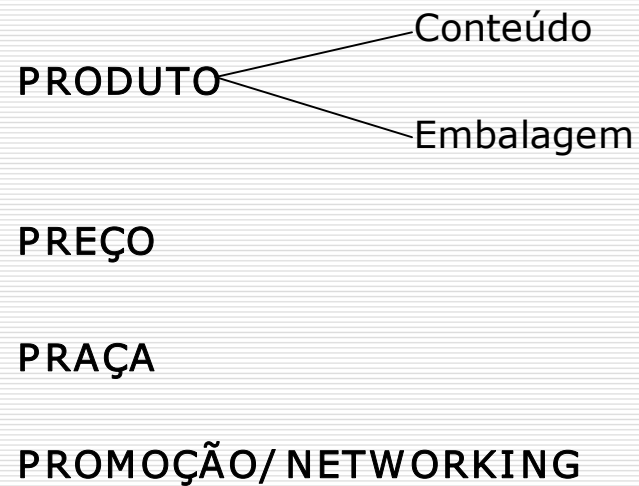 Conteúdo
PRODUTO
Embalagem
PREÇO
PRAÇA
PROMOÇÃO/ NETWORKING